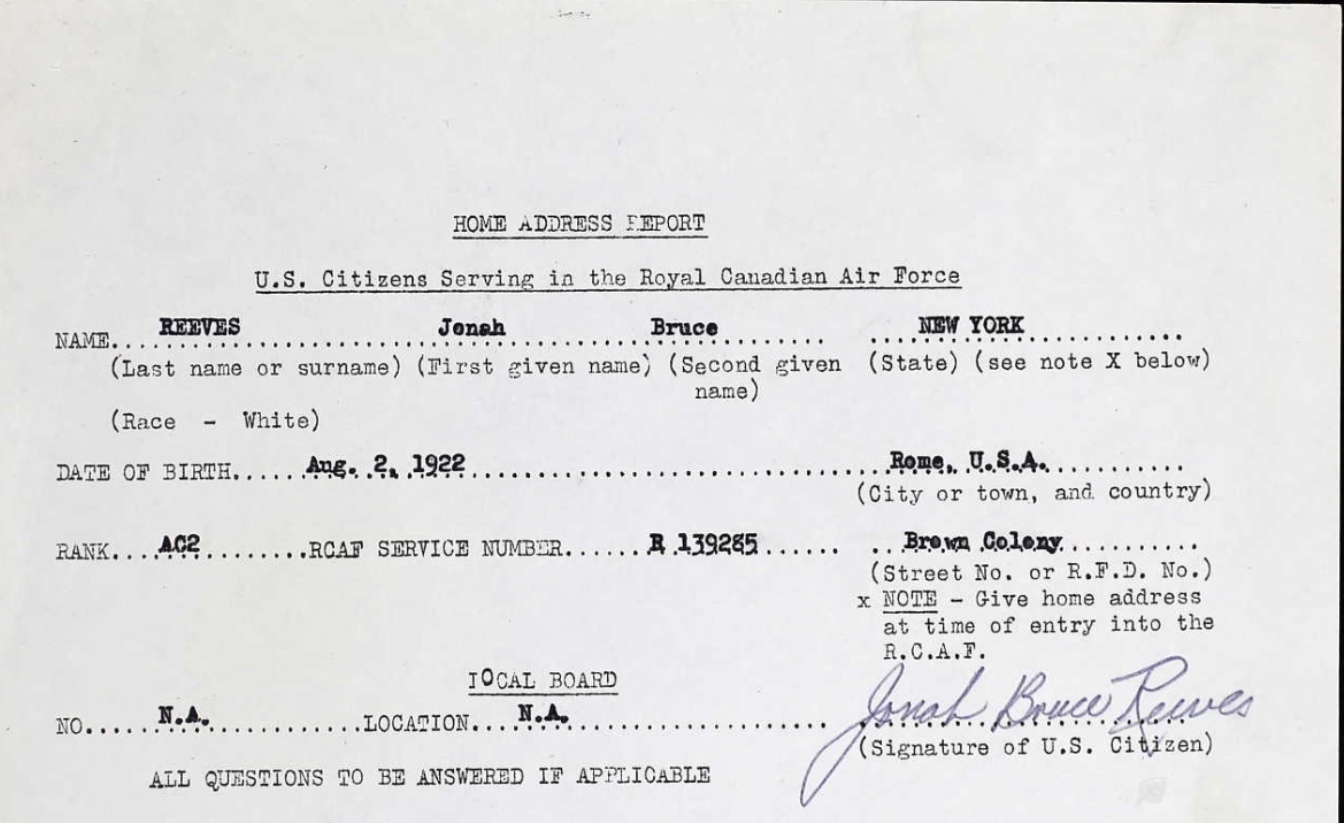 HOME ADDRESS REPORT
U.S. Citizens Serving in the Royal Canadian Air Force
NAME.. REEVES Jonah Bruce NEW YORK
(Last name or surname) (First given name) (Second given name) (State) (see note X below)
(Race - White)
DATE OF BIRTH...... Aug. 2, 1922 Rome, U.S.A.
(City or town, and country)
RANK.... AC2 ........RCAF SERVICE NUMBER...... R 139285 ...... Brown Colony
(Street No. or R.F.D. No.)
x NOTE - Give home address
at time of entry into the
R.C.A.F.
LOCAL BOARD
NO..... N.A. ..........LOCATION.... N.A. ................. Jonah Bruce Reeves
(Signature of U.S. Citizen)
ALL QUESTIONS TO BE ANSWERED IF APPLICABLE